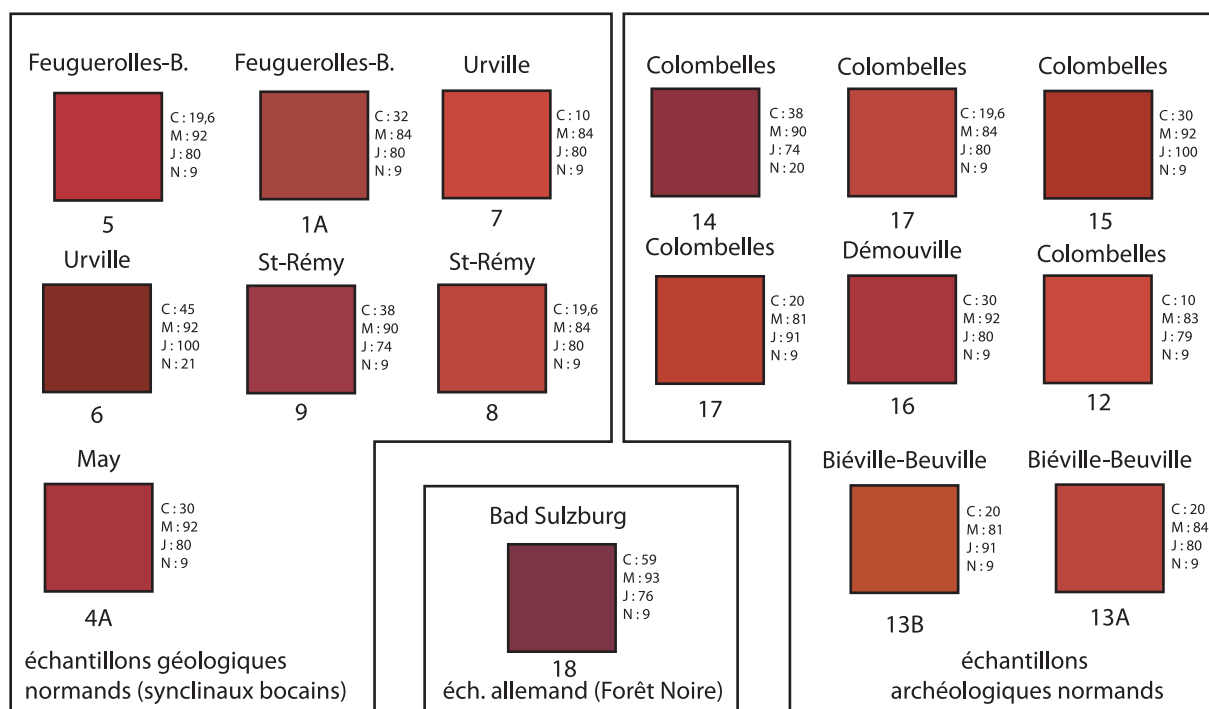 Feuguerolles-B.
C : 19,6
M : 92
J : 80
N : 9
5
Feuguerolles-B.
C : 32
M : 84
J : 80
N : 9
1A
Urville
C : 10
M : 84
J : 80
N : 9
7
Urville
C : 45
M : 92
J : 100
N : 21
6
St-Rémy
C : 38
M : 90
J : 74
N : 9
9
St-Rémy
C : 19,6
M : 84
J : 80
N : 9
8
May
C : 30
M : 92
J : 80
N : 9
4A
échantillons géologiques
normands (synclinaux bocains)
Bad Sulzburg
C : 59
M : 93
J : 76
N : 9
18
éch. allemand (Forêt Noire)
Colombelles
C : 38
M : 90
J : 74
N : 20
14
Colombelles
C : 19,6
M : 84
J : 80
N : 9
17
Colombelles
C : 30
M : 92
J : 100
N : 9
15
Colombelles
C : 20
M : 81
J : 91
N : 9
17
Démouville
C : 30
M : 92
J : 80
N : 9
16
Colombelles
C : 10
M : 83
J : 79
N : 9
12
Biéville-Beuville
C : 20
M : 81
J : 91
N : 9
13B
Biéville-Beuville
C : 20
M : 84
J : 80
N : 9
13A
échantillons
archéologiques normands